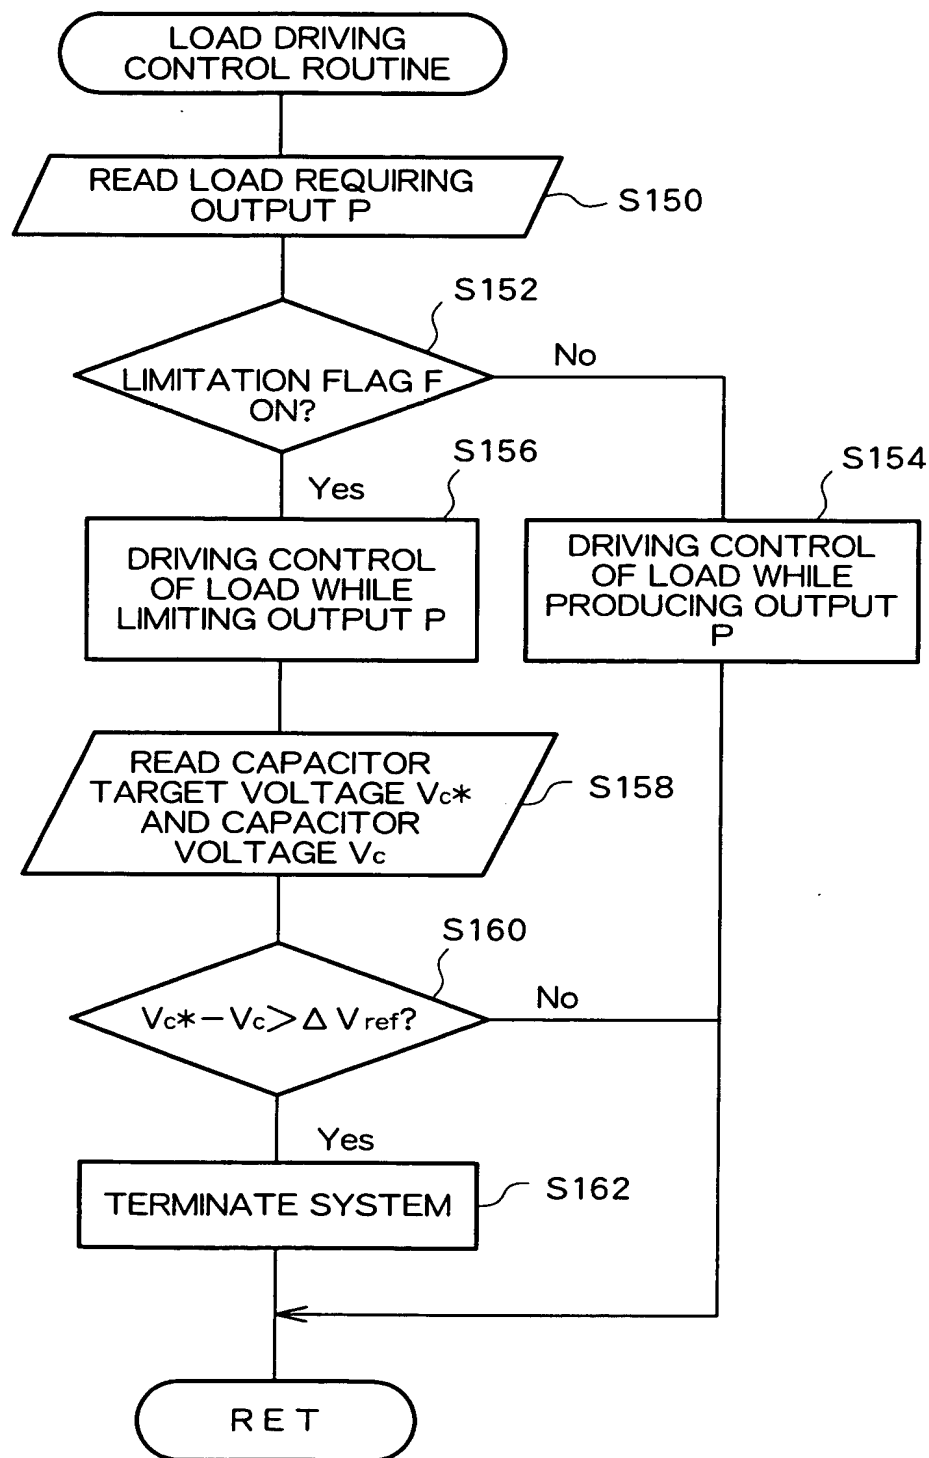 LOAD DRIVING
CONTROL ROUTINE
READ LOAD REQUIRING
OUTPUT P
S150
S152
LIMITATION FLAG F
ON?
No
Yes
S156
DRIVING CONTROL
OF LOAD WHILE
LIMITING OUTPUT P
S154
DRIVING CONTROL
OF LOAD WHILE
PRODUCING OUTPUT
P
READ CAPACITOR
TARGET VOLTAGE Vc*
AND CAPACITOR
VOLTAGE Vc
S158
S160
Vc*-Vc>Δ Vref?
No
Yes
TERMINATE SYSTEM
S162
RET